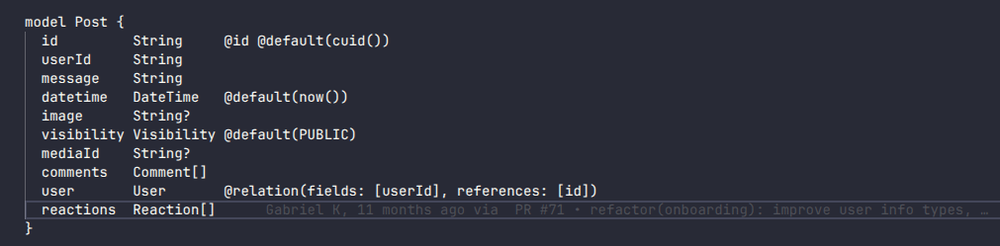 model Post {
id String @id @default(cuid())
userId String
message String
datetime DateTime @default(now())
image String?
visibility Visibility @default(PUBLIC)
mediaId String?
comments Comment[]
user User @relation(fields: [userId], references: [id])
reactions Reaction[] Gabriel K, 11 months ago via PR #71 • refactor(onboarding): improve user info types, …
}